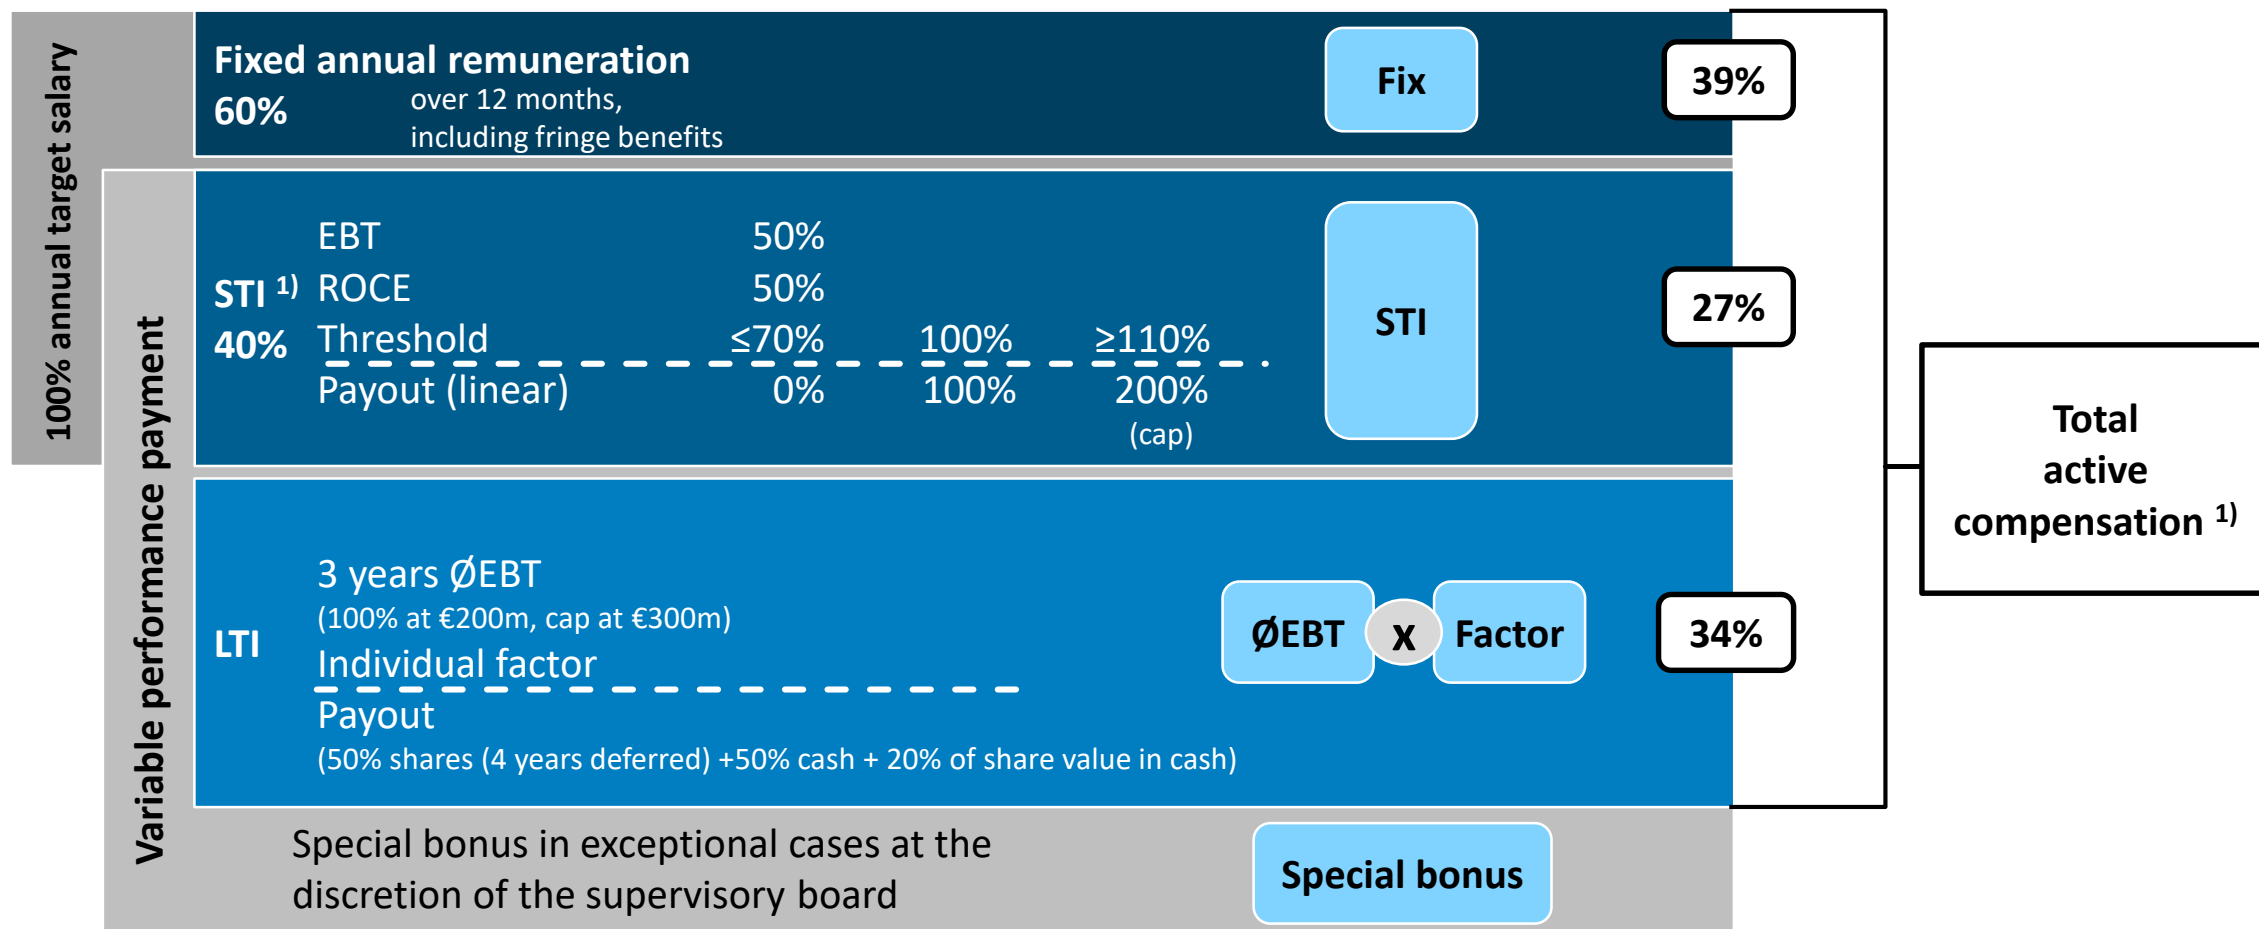 100% annual target salary
Fixed annual remuneration
60%
over 12 months,
including fringe benefits
Fix
39%
Variable performance payment
EBT 50%
STI 1) ROCE 50%
40% Threshold ≤70% 100% ≥110%
Payout (linear) 0% 100% 200%
(cap)
STI
27%
LTI
3 years ØEBT
(100% at €200m, cap at €300m)
Individual factor
Payout
(50% shares (4 years deferred) +50% cash + 20% of share value in cash)
ØEBT x Factor
34%
Special bonus in exceptional cases at the
discretion of the supervisory board
Special bonus
Total
active
compensation 1)